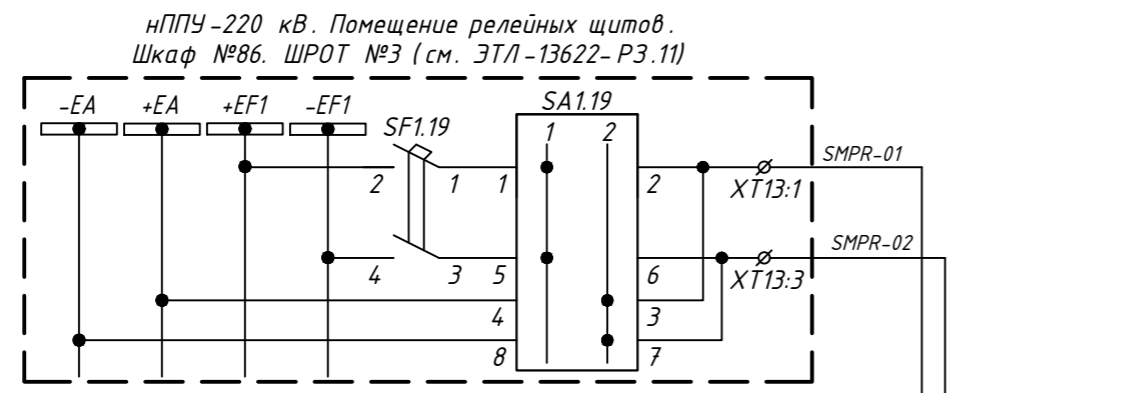 нППУ-220 кВ. Помещение релейных щитов.
Шкаф №86. ШРОТ №3 (см. ЭТЛ-13622-РЗ.11)
-EA +EA +EF1 -EF1 SA1.19
SF1.19 1 2
SMPR-01
2 1 1 2 XT13:1
SMPR-02
4 3 5 6 XT13:3
4 3
8 7